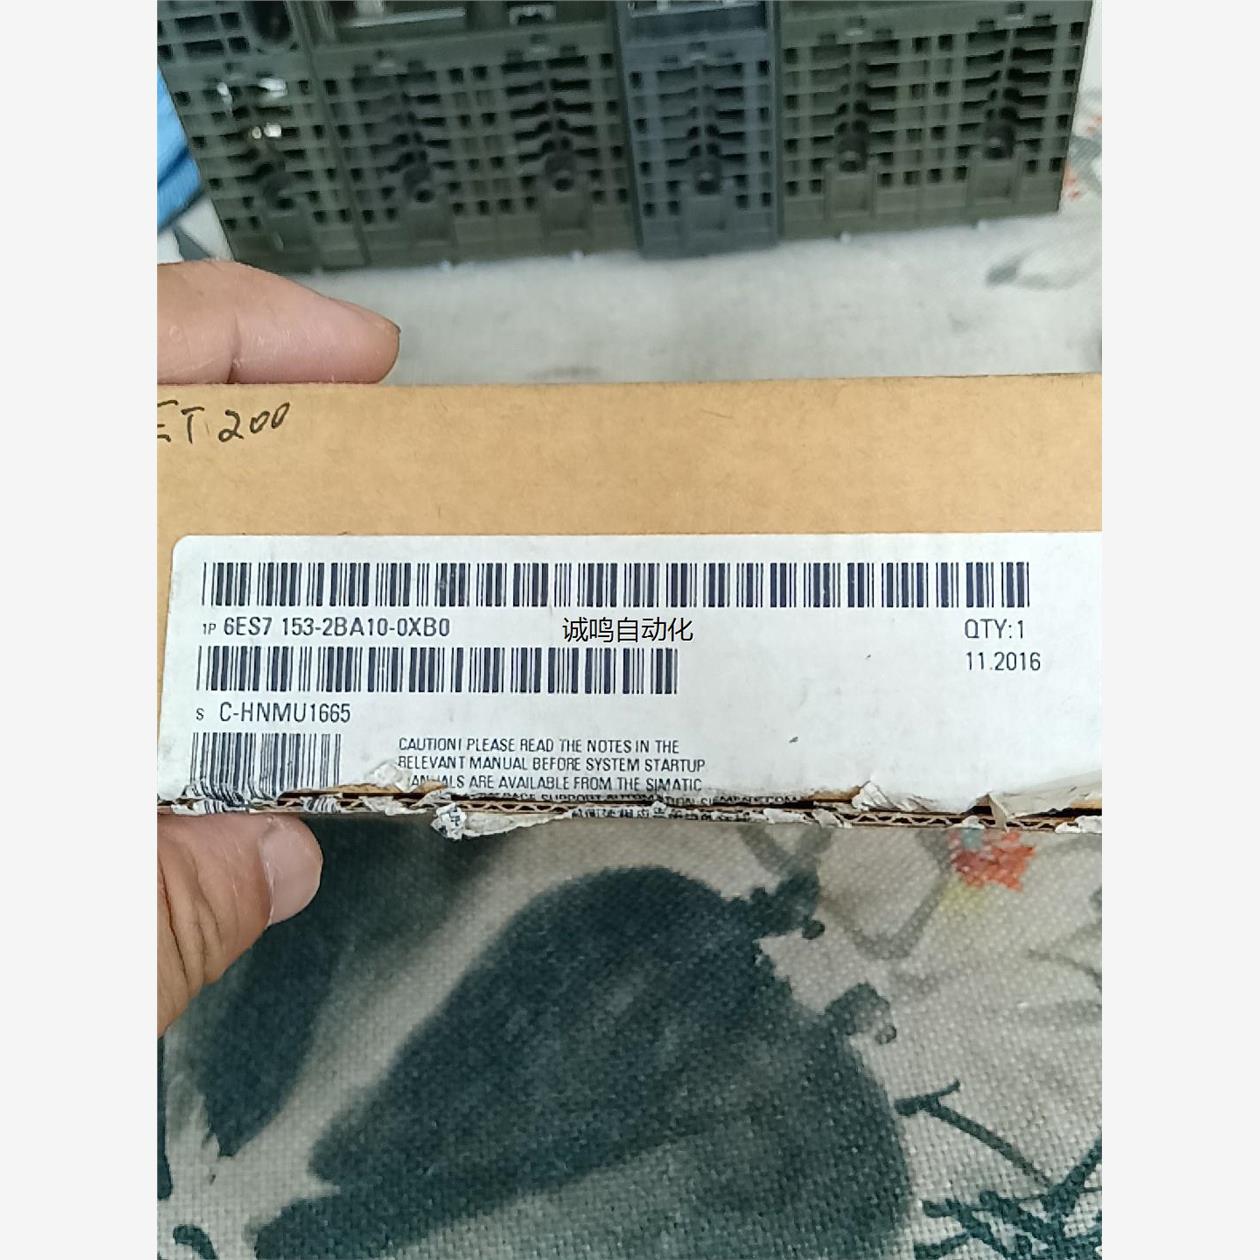 ET 200
1P 6ES7 153-2BA10-0XB0
诚鸣自动化
QTY:1
11.2016
S C-HNMU1665
CAUTION! PLEASE READ THE NOTES IN THE
RELEVANT MANUAL BEFORE SYSTEM STARTUP
MANUALS ARE AVAILABLE FROM THE SIMATIC